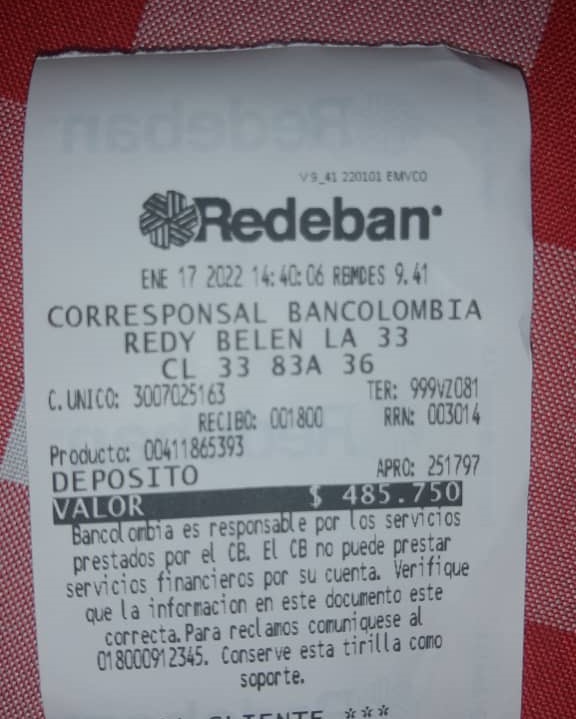 V9_41 220101 EMVCO
Redeban
ENE 17 2022 14:40:06 RBMDES 9.41
CORRESPONSAL BANCOLOMBIA
REDY BELEN LA 33
CL 33 83A 36
C. UNICO: 3007025163 TER: 999VZ081
RECIBO: 001800 RRN: 003014
Producto: 00411865393
DEPOSITO APRO: 251797
VALOR $ 485.750
Bancolombia es responsable por los servicios
prestados por el CB. El CB no puede prestar
servicios financieros por su cuenta. Verifique
que la informacion en este documento este
correcta. Para reclamos comuniquese al
018000912345. Conserve esta tirilla como
soporte.
CLIENTE ***